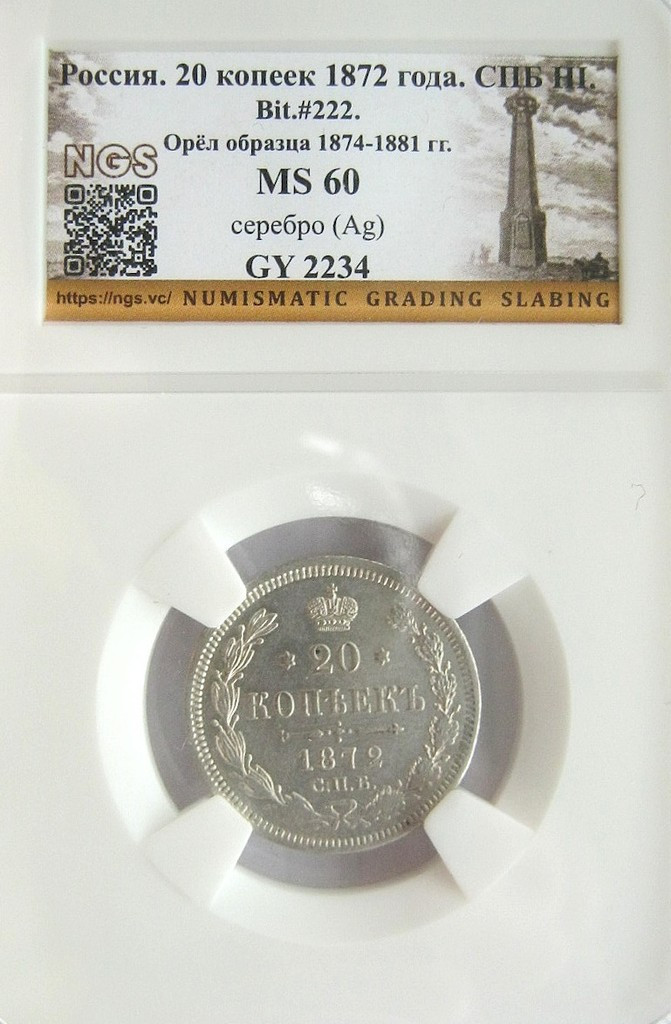 Россия. 20 копеек 1872 года. СПБ HI.
Bit.#222.
Орёл образца 1874-1881 гг.
NGS
MS 60
серебро (Ag)
GY 2234
https://ngs.vc/ NUMISMATIC GRADING SLABING
20
КОПѢЕКЪ
1872
С.П.Б.